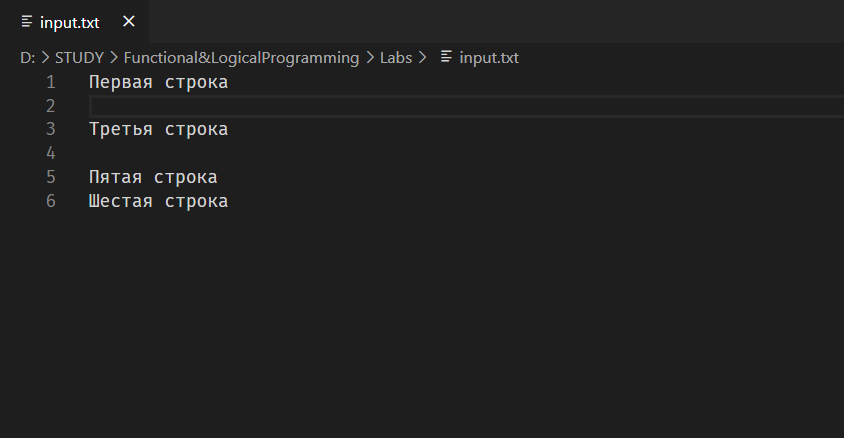 input.txt
D: > STUDY > Functional&LogicalProgramming > Labs > input.txt
1 Первая строка
2
3 Третья строка
4
5 Пятая строка
6 Шестая строка